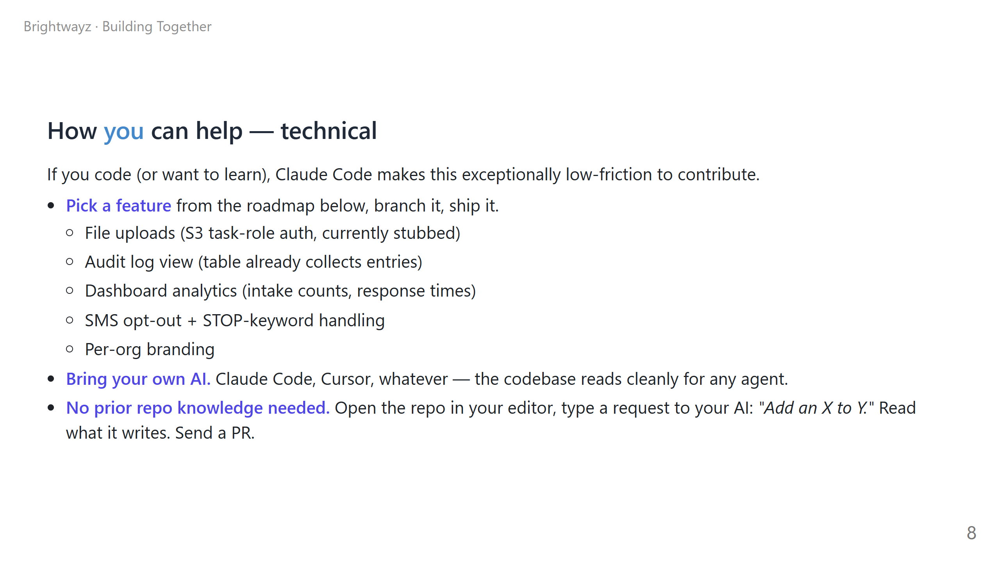 Brightwayz · Building Together
How you can help — technical
If you code (or want to learn), Claude Code makes this exceptionally low-friction to contribute.
Pick a feature from the roadmap below, branch it, ship it.
File uploads (S3 task-role auth, currently stubbed)
Audit log view (table already collects entries)
Dashboard analytics (intake counts, response times)
SMS opt-out + STOP-keyword handling
Per-org branding
Bring your own AI. Claude Code, Cursor, whatever — the codebase reads cleanly for any agent.
No prior repo knowledge needed. Open the repo in your editor, type a request to your AI: "Add an X to Y." Read
what it writes. Send a PR.
8